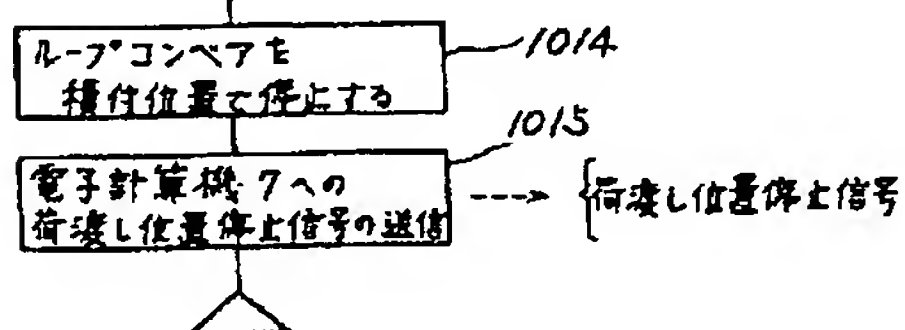 ループコンベアを
積付位置で停止する
1014
1015
電子計算機7への
荷渡し位置停止信号の送信
荷渡し位置停止信号